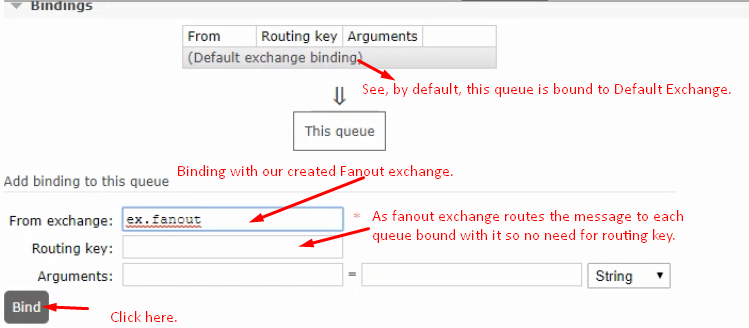 Bindings
From Routing key Arguments
(Default exchange binding)
See, by default, this queue is bound to Default Exchange.
⇓
This queue
Binding with our created Fanout exchange.
Add binding to this queue
From exchange: ex.fanout *
As fanout exchange routes the message to each
queue bound with it so no need for routing key.
Routing key:
Arguments: = String
Bind
Click here.